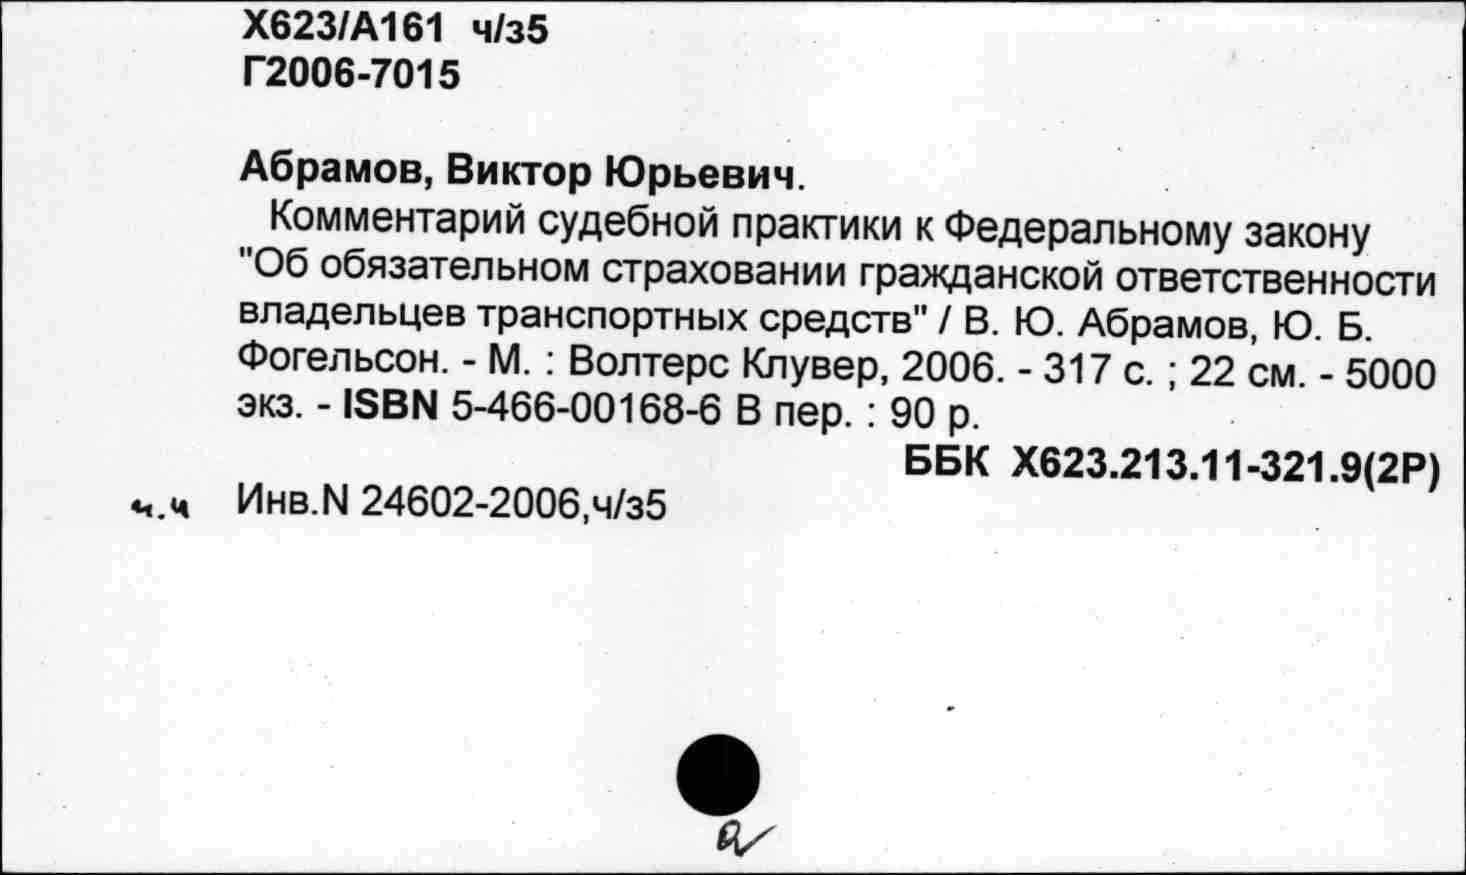 Х623/А161 ч/з5
Г2006-7015
Абрамов, Виктор Юрьевич.
Комментарий судебной практики к Федеральному закону
"Об обязательном страховании гражданской ответственности
владельцев транспортных средств" / В. Ю. Абрамов, Ю. Б.
Фогельсон. - М. : Волтерс Клувер, 2006. - 317 с. ; 22 см. - 5000
экз. - ISBN 5-466-00168-6 В пер. : 90 р.
ББК Х623.213.11-321.9(2Р)
ч.ч Инв.N 24602-2006,ч/з5